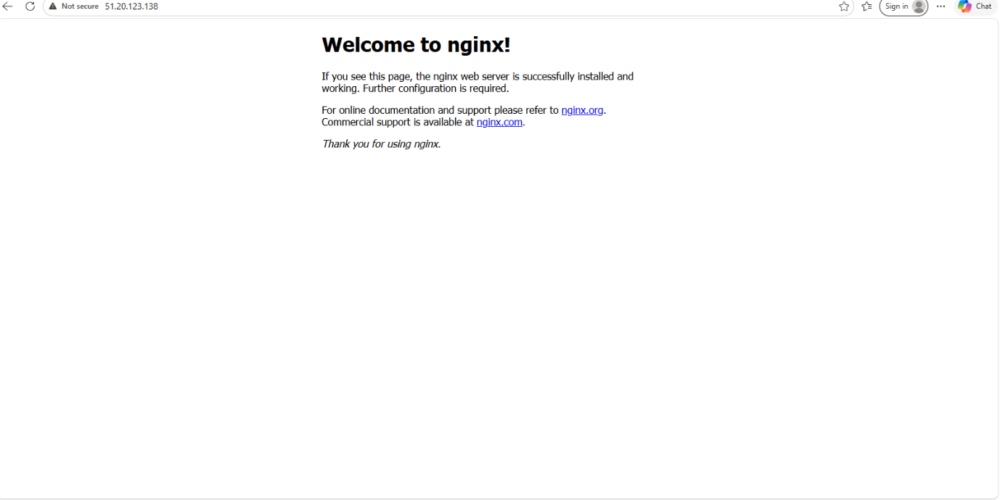 Not secure 51.20.123.138 Sign in Chat
Welcome to nginx!
If you see this page, the nginx web server is successfully installed and
working. Further configuration is required.
For online documentation and support please refer to nginx.org.
Commercial support is available at nginx.com.
Thank you for using nginx.